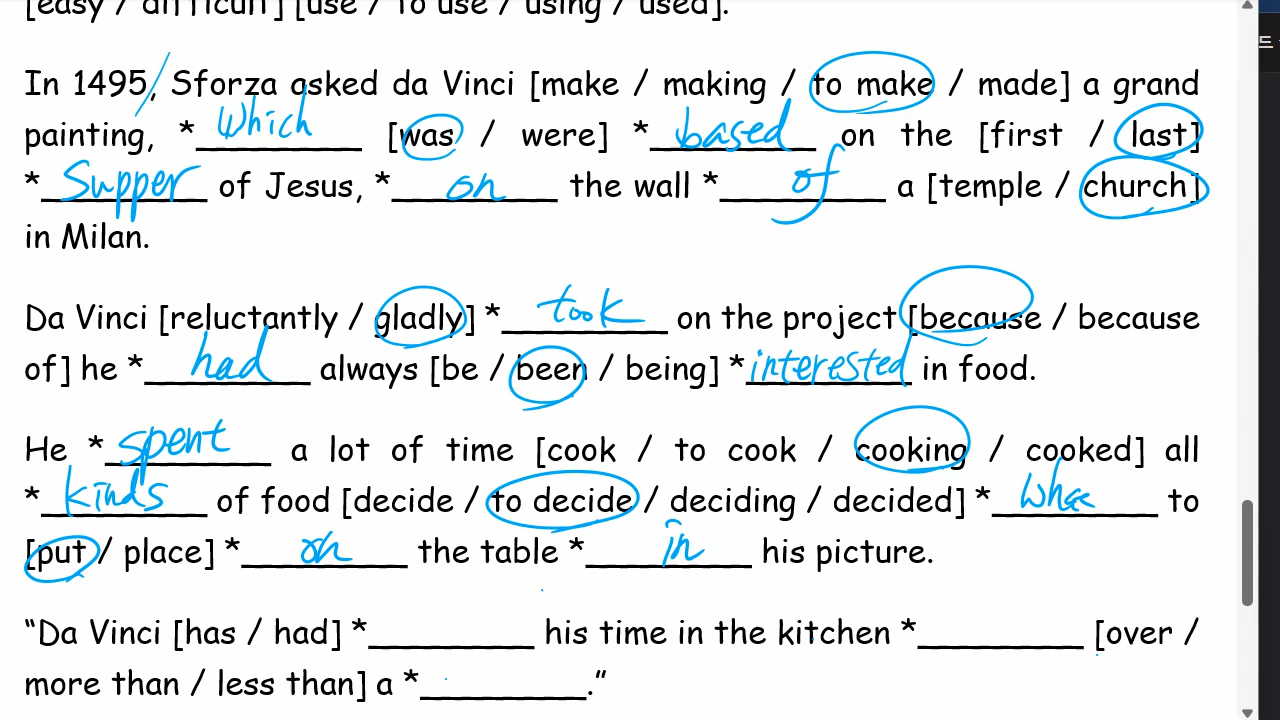 [easy / difficult] [use / to use / using / used].
In 1495, Sforza asked da Vinci [make / making / to make / made] a grand
painting, * which [was / were] * based on the [first / last]
* Supper of Jesus, * on the wall * of a [temple / church]
in Milan.
Da Vinci [reluctantly / gladly] * took on the project [because / because
of] he * had always [be / been / being] * interested in food.
He * spent a lot of time [cook / to cook / cooking / cooked] all
* kinds of food [decide / to decide / deciding / decided] * to
[put / place] * on the table * in his picture.
“Da Vinci [has / had] *__________ his time in the kitchen *__________ [over /
more than / less than] a *__________.”